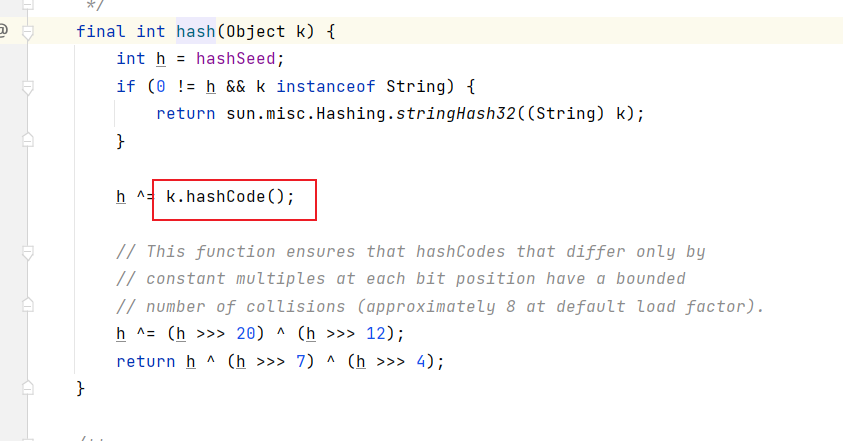 */
@
final int hash(Object k) {
int h = hashSeed;
if (0 != h && k instanceof String) {
return sun.misc.Hashing.stringHash32((String) k);
}
h ^= k.hashCode();
// This function ensures that hashCodes that differ only by
// constant multiples at each bit position have a bounded
// number of collisions (approximately 8 at default load factor).
h ^= (h >>> 20) ^ (h >>> 12);
return h ^ (h >>> 7) ^ (h >>> 4);
}
/**